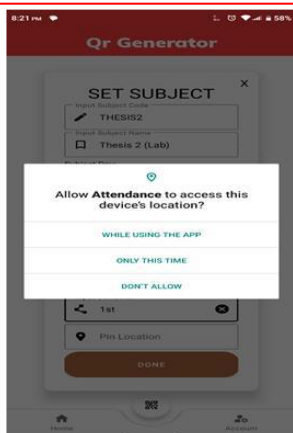 8:21 PM 58%
Qr Generator
×
SET SUBJECT
Input Subject Code
THESIS2
Input Subject Name
Thesis 2 (Lab)
Allow Attendance to access this
device's location?
WHILE USING THE APP
ONLY THIS TIME
DON'T ALLOW
1st
Pin Location
DONE
Home Account